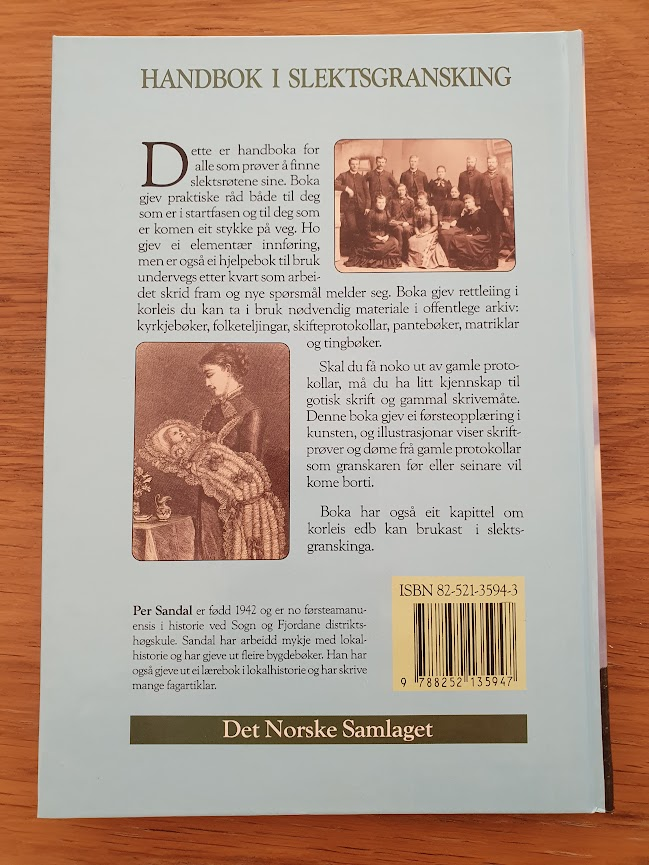 HANDBOK I SLEKTSGRANSKING
Dette er handboka for
alle som prøver å finne
slektsrøtene sine. Boka
gjev praktiske råd både til deg
som er i startfasen og til deg som
er komen eit stykke på veg. Ho
gjev ei elementær innføring,
men er også ei hjelpebok til bruk
undervegs etter kvart som arbei-
det skrid fram og nye spørsmål melder seg. Boka gjev rettleiing i
korleis du kan ta i bruk nødvendig materiale i offentlege arkiv:
kyrkjebøker, folketeljingar, skifteprotokollar, pantebøker, matriklar
og tingbøker.
Skal du få noko ut av gamle proto-
kollar, må du ha litt kjennskap til
gotisk skrift og gammal skrivemåte.
Denne boka gjev ei førsteopplæring i
kunsten, og illustrasjonar viser skrift-
prøver og døme frå gamle protokollar
som granskaren før eller seinare vil
kome borti.
Boka har også eit kapittel om
korleis edb kan brukast i slekts-
granskinga.
Per Sandal er fødd 1942 og er no førsteamanu-
ensis i historie ved Sogn og Fjordane distrikts-
høgskule. Sandal har arbeidd mykje med lokal-
historie og har gjeve ut fleire bygdebøker. Han har
også gjeve ut ei lærebok i lokalhistorie og har skrive
mange fagartiklar.
ISBN 82-521-3594-3
9 788252 135947
Det Norske Samlaget